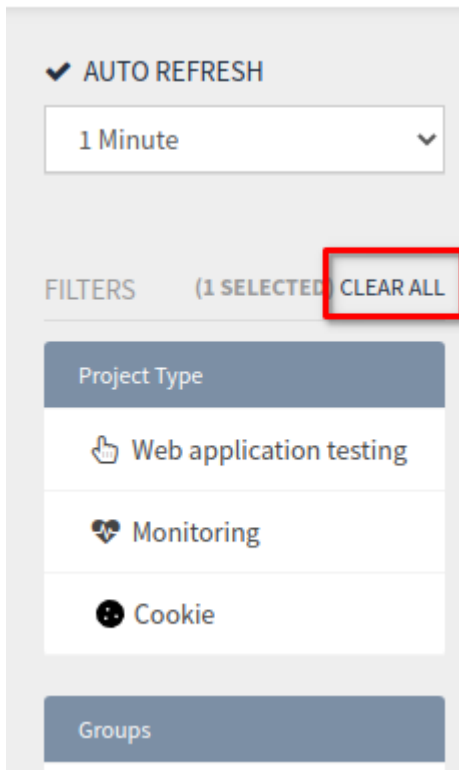 AUTO REFRESH
1 Minute
FILTERS (1 SELECTED) CLEAR ALL
Project Type
Web application testing
Monitoring
Cookie
Groups